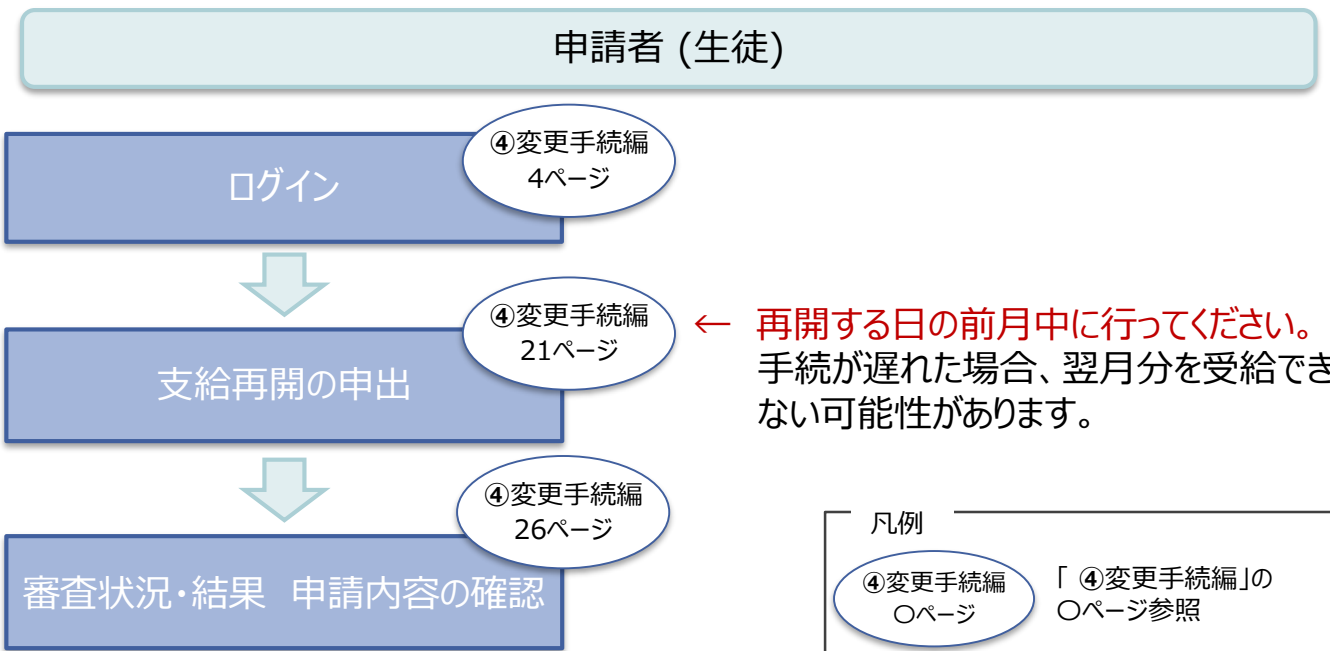 申請者 (生徒)
④変更手続編
4ページ
ログイン
④変更手続編
21ページ
← 再開する日の前月中に行ってください。
手続が遅れた場合、翌月分を受給でき
ない可能性があります。
支給再開の申出
④変更手続編
26ページ
審査状況・結果 申請内容の確認
凡例
④変更手続編
○ページ
「 ④変更手続編」の
○ページ参照